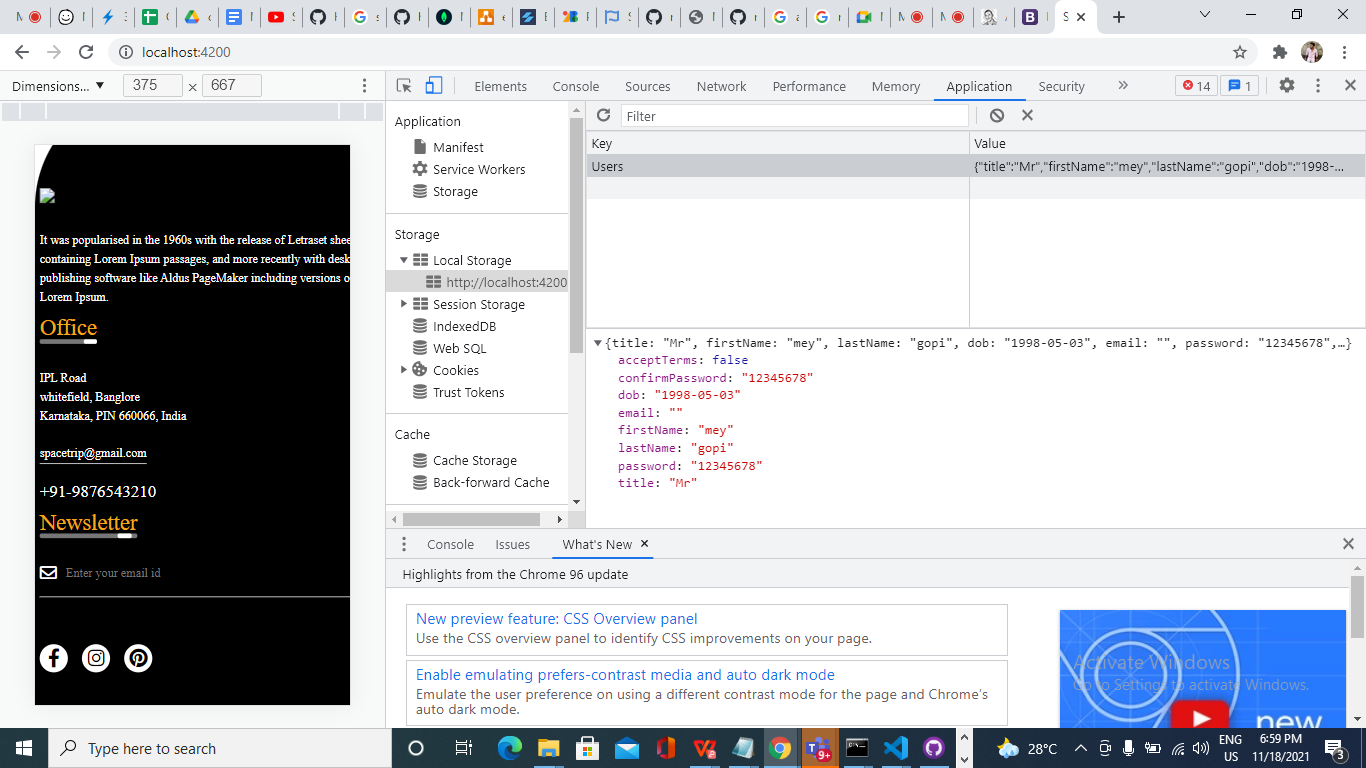 localhost:4200
Dimensions... 375 × 667
Elements Console Sources Network Performance Memory Application Security » 14 1
Application
Manifest
Service Workers
Storage
Storage
Local Storage
http://localhost:4200
Session Storage
IndexedDB
Web SQL
Cookies
Trust Tokens
Cache
Cache Storage
Back-forward Cache
Filter
Key Value
Users {"title":"Mr","firstName":"mey","lastName":"gopi","dob":"1998-...
{title: "Mr", firstName: "mey", lastName: "gopi", dob: "1998-05-03", email: "", password: "12345678",…}
acceptTerms: false
confirmPassword: "12345678"
dob: "1998-05-03"
email: ""
firstName: "mey"
lastName: "gopi"
password: "12345678"
title: "Mr"
It was popularised in the 1960s with the release of Letraset
containing Lorem Ipsum passages, and more recently with
publishing software like Aldus PageMaker including versions
Lorem Ipsum.
Office
IPL Road
whitefield, Banglore
Karnataka, PIN 660066, India
spacetrip@gmail.com
+91-9876543210
Newsletter
Enter your email id
Console Issues What's New
Highlights from the Chrome 96 update
New preview feature: CSS Overview panel
Use the CSS overview panel to identify CSS improvements on your page.
Enable emulating prefers-contrast media and auto dark mode
Emulate the user preference on using a different contrast mode for the page and Chrome's
auto dark mode.
new
Activate Windows
Go to Settings to activate Windows.
Type here to search
9+
28°C
ENG
US
6:59 PM
11/18/2021
3